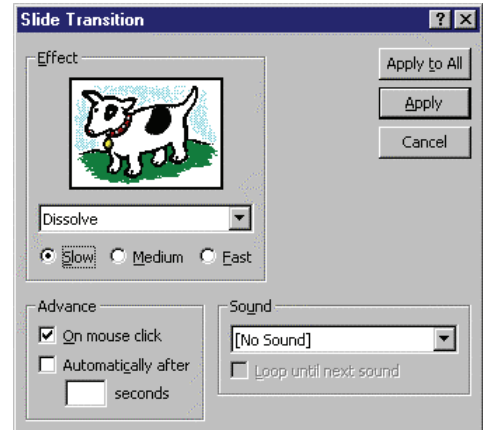 Slide Transition
Effect
Apply to All
Apply
Cancel
Dissolve
Slow Medium Fast
Advance
On mouse click
Automatically after
seconds
Sound
[No Sound]
Loop until next sound